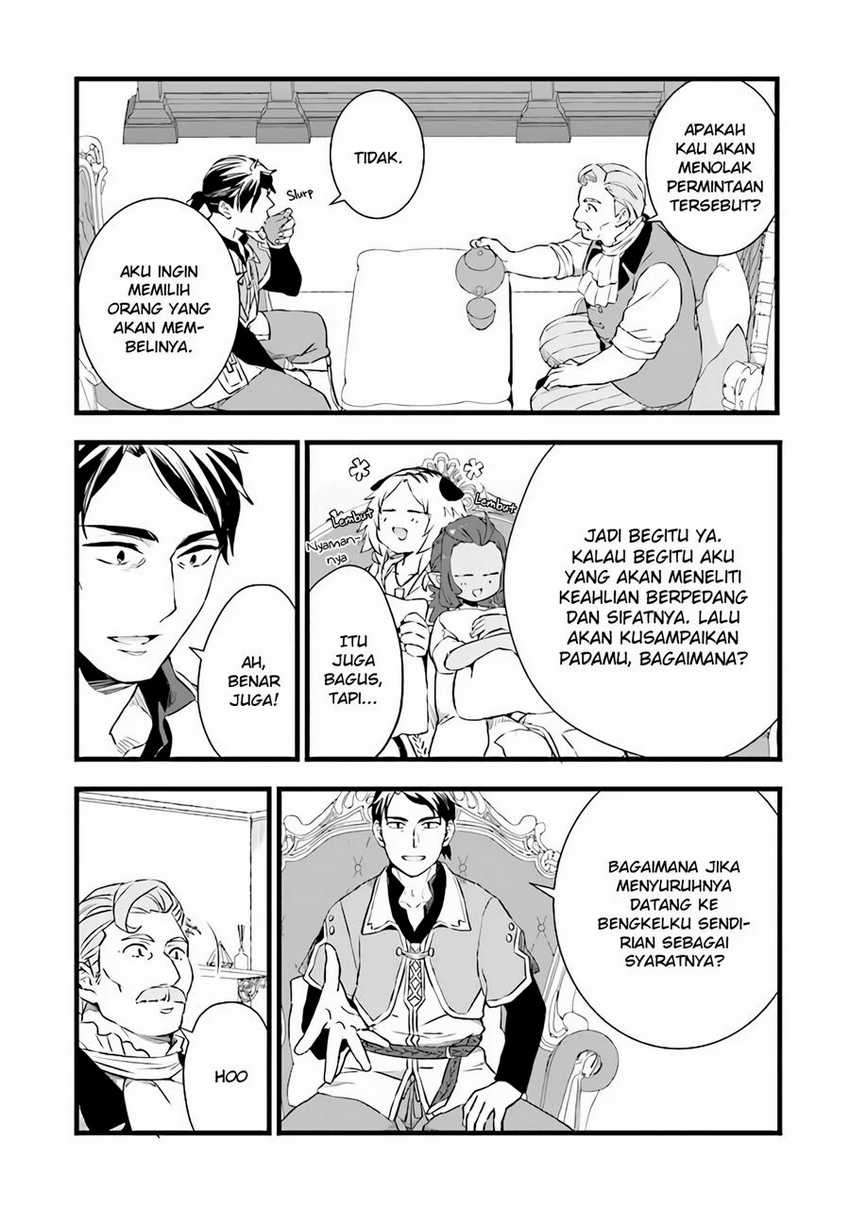 APAKAH
KAU AKAN
MENOLAK
PERMINTAAN
TERSEBUT?
TIDAK.
Slurp
AKU INGIN
MEMILIH
ORANG YANG
AKAN MEM-
BELINYA.
JADI BEGITU YA.
KALAU BEGITU AKU
YANG AKAN MENELITI
KEAHLIAN BERPEDANG
DAN SIFATNYA. LALU
AKAN KUSAMPAIKAN
PADAMU, BAGAIMANA?
Lembut
Lembut
Nyaman-
nya
ITU
JUGA
BAGUS,
TAPI...
AH,
BENAR
JUGA!
BAGAIMANA JIKA
MENYURUHNYA
DATANG KE
BENGKELKU SENDI-
RIAN SEBAGAI
SYARATNYA?
HOO